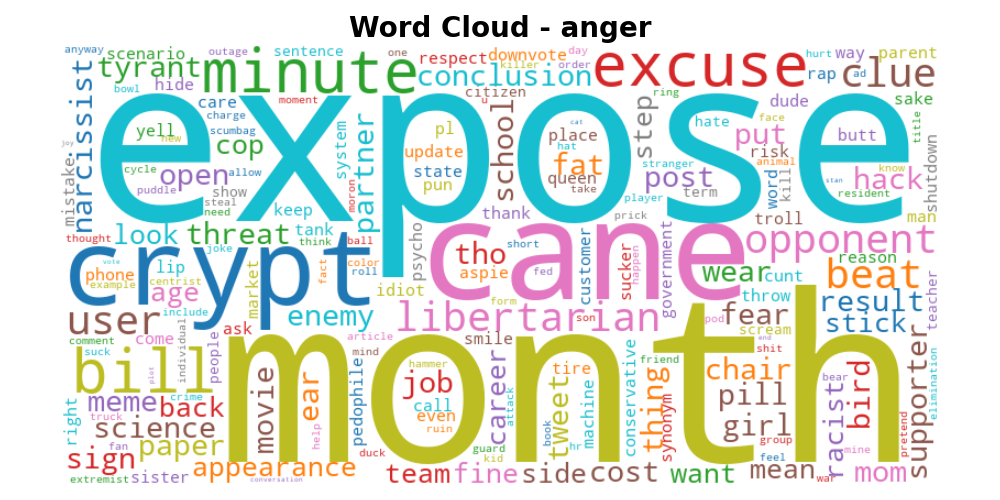 Word Cloud - anger
anyway scenario outage sentence one respect downvote day way parent
bowl tyrant hide minute moment killer order excuse hurt rap ad clue
conclusion citizen u ring dude sake
narcissist yell new care charge scumbag cop allow system partner pl update state pun school place cat hat fat queen take step hate stranger player face put risk animal butt title
joy mistake cycle puddle open steal show need keep moron expose thank prick post term word kill stan know hack resident shutdown
thought look threat joke tank think ball psycho tho short cane troll man opponent
vote phone example centrist lip age crypt market fact color roll idiot aspie fed customer sucker happen government wear cunt reason beat
user include enemy libertarian form son pod fear throw result teacher
comment come individual people ask article mind smile scream and shit stick
suck bill plot month hammer career attack tire conservative friend chair bear bird supporter elimination
right meme crime back movie ear help pedophile job call even ruin tweet book machine thing synonym pill racist
truck science paper fan duck guard kid hr girl group feel mine pretend
sign extremist sister appearance conversation team fine side cost want mean war mom